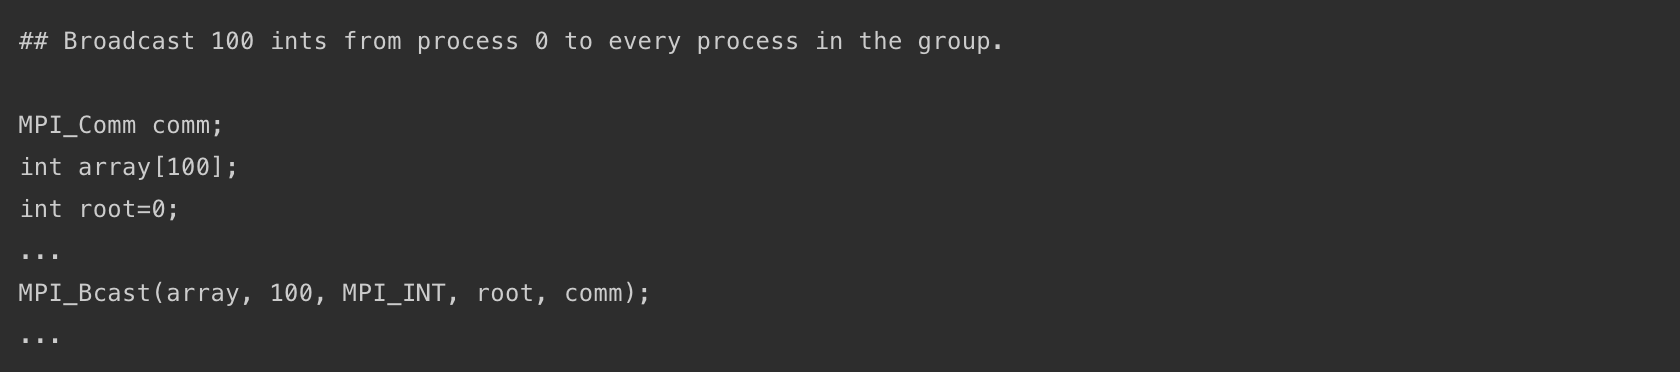 ## Broadcast 100 ints from process 0 to every process in the group.
MPI_Comm comm;
int array[100];
int root=0;
...
MPI_Bcast(array, 100, MPI_INT, root, comm);
...